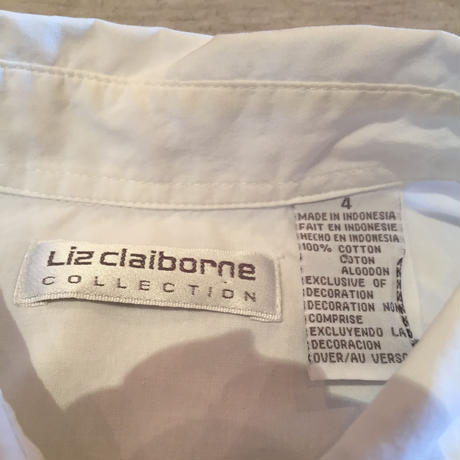 Liz claiborne
COLLECTION
4
MADE IN INDONESIA
FAIT EN INDONESIE
HECHO EN INDONESIA
100% COTTON
COTON
ALGODON
EXCLUSIVE OF
DECORATION
DECORATION NON
COMPRISE
EXCLUYENDO LA
DECORACION
OVER/AU VERSO